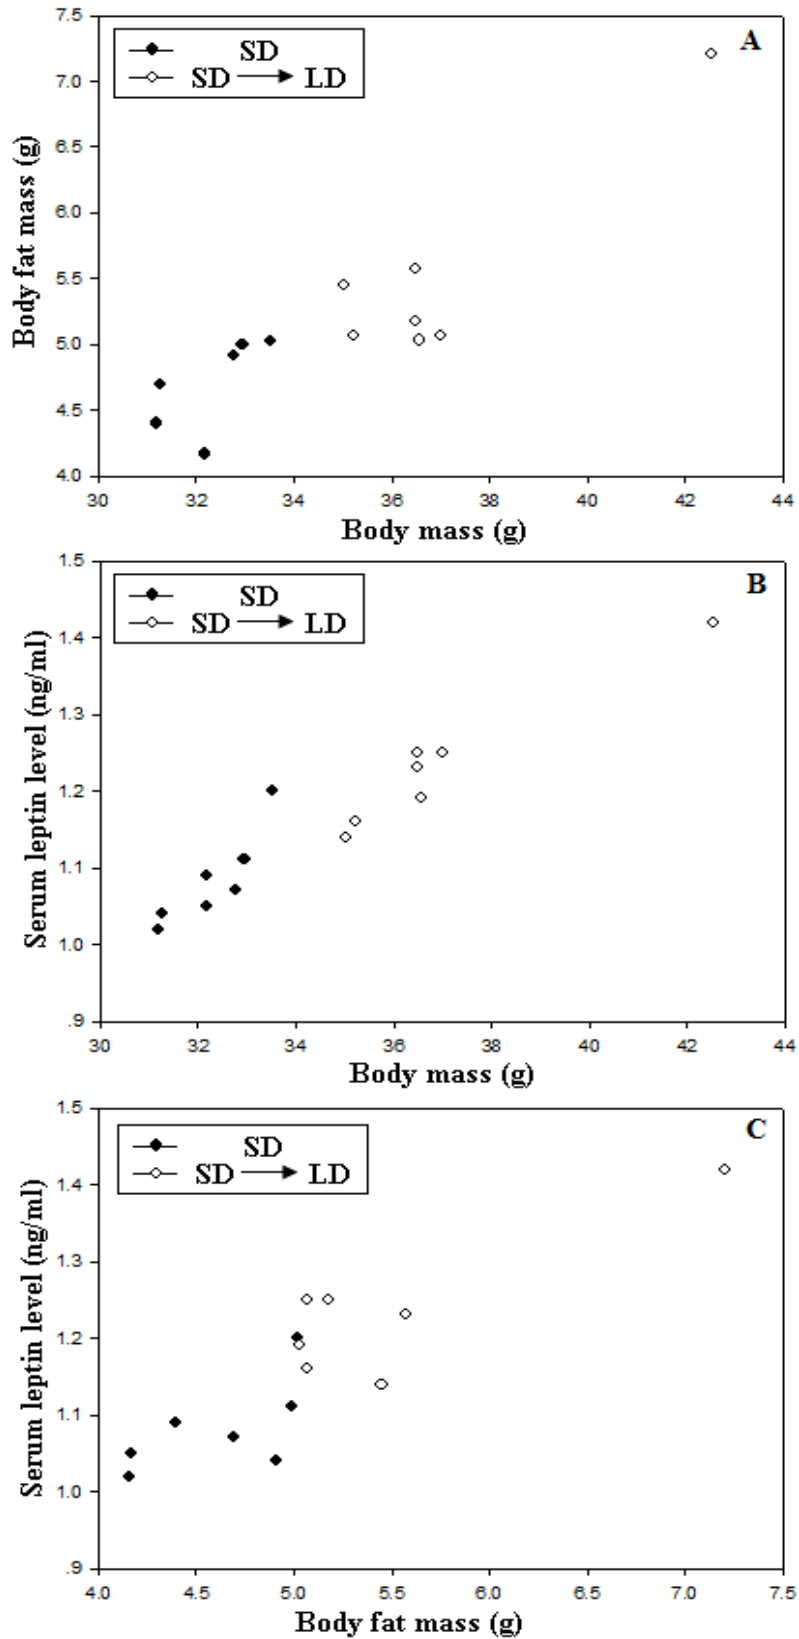 A
SD
SD LD
Body fat mass (g)
7.5
7.0
6.5
6.0
5.5
5.0
4.5
4.0
30 32 34 36 38 40 42 44
Body mass (g)
B
SD
SD LD
Serum leptin level (ng/ml)
1.5
1.4
1.3
1.2
1.1
1.0
.9
30 32 34 36 38 40 42 44
Body mass (g)
C
SD
SD LD
Serum leptin level (ng/ml)
1.5
1.4
1.3
1.2
1.1
1.0
.9
4.0 4.5 5.0 5.5 6.0 6.5 7.0 7.5
Body fat mass (g)